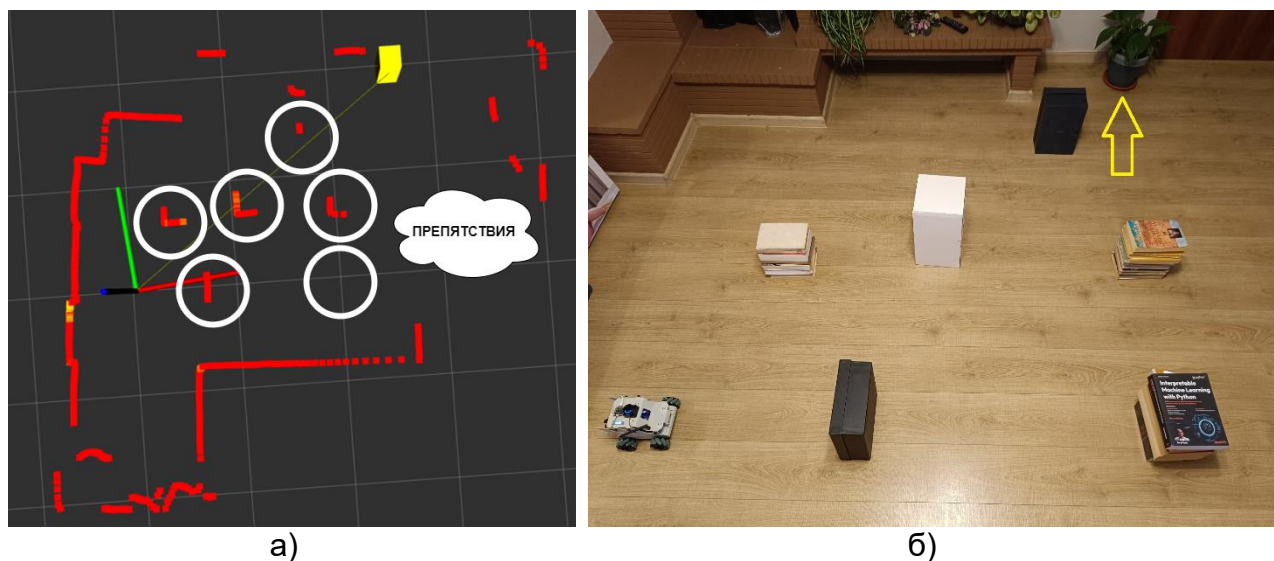 ПРЕПЯТСТВИЯ
Interpretable
Machine Learning
with Python
а)
б)